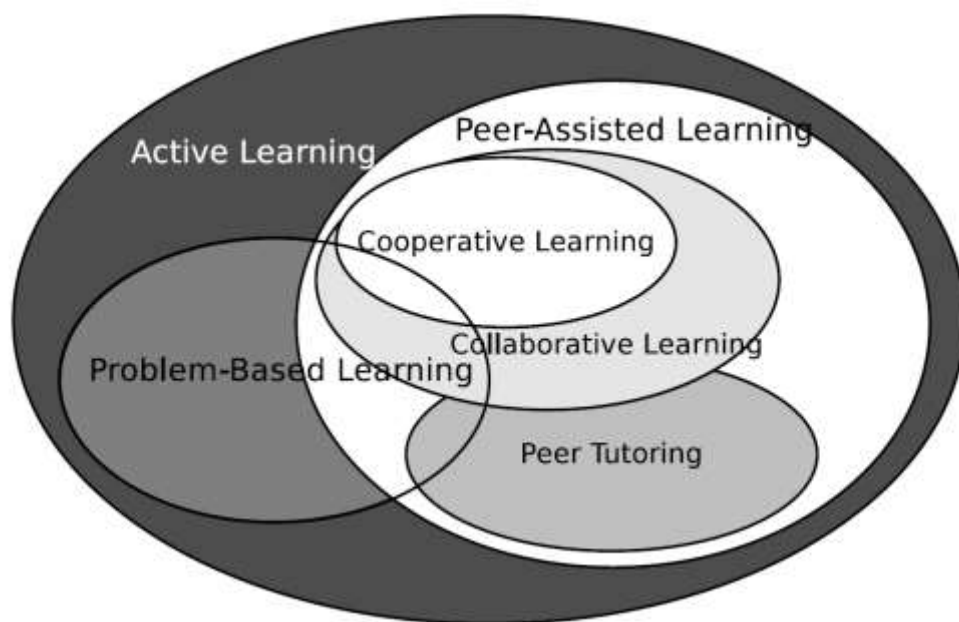 Peer-Assisted Learning
Active Learning
Cooperative Learning
Collaborative Learning
Problem-Based Learning
Peer Tutoring